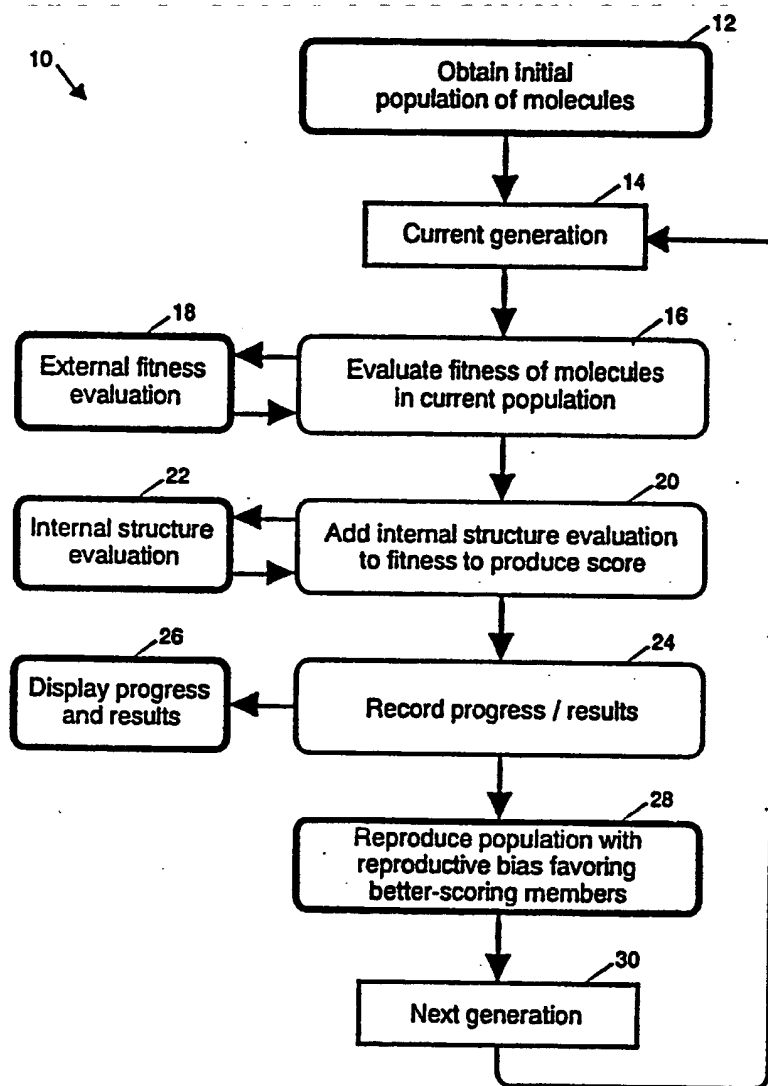 12
10
Obtain initial
population of molecules
14
Current generation
18
16
External fitness
evaluation
Evaluate fitness of molecules
in current population
22
20
Internal structure
evaluation
Add internal structure evaluation
to fitness to produce score
26
24
Display progress
and results
Record progress / results
28
Reproduce population with
reproductive bias favoring
better-scoring members
30
Next generation